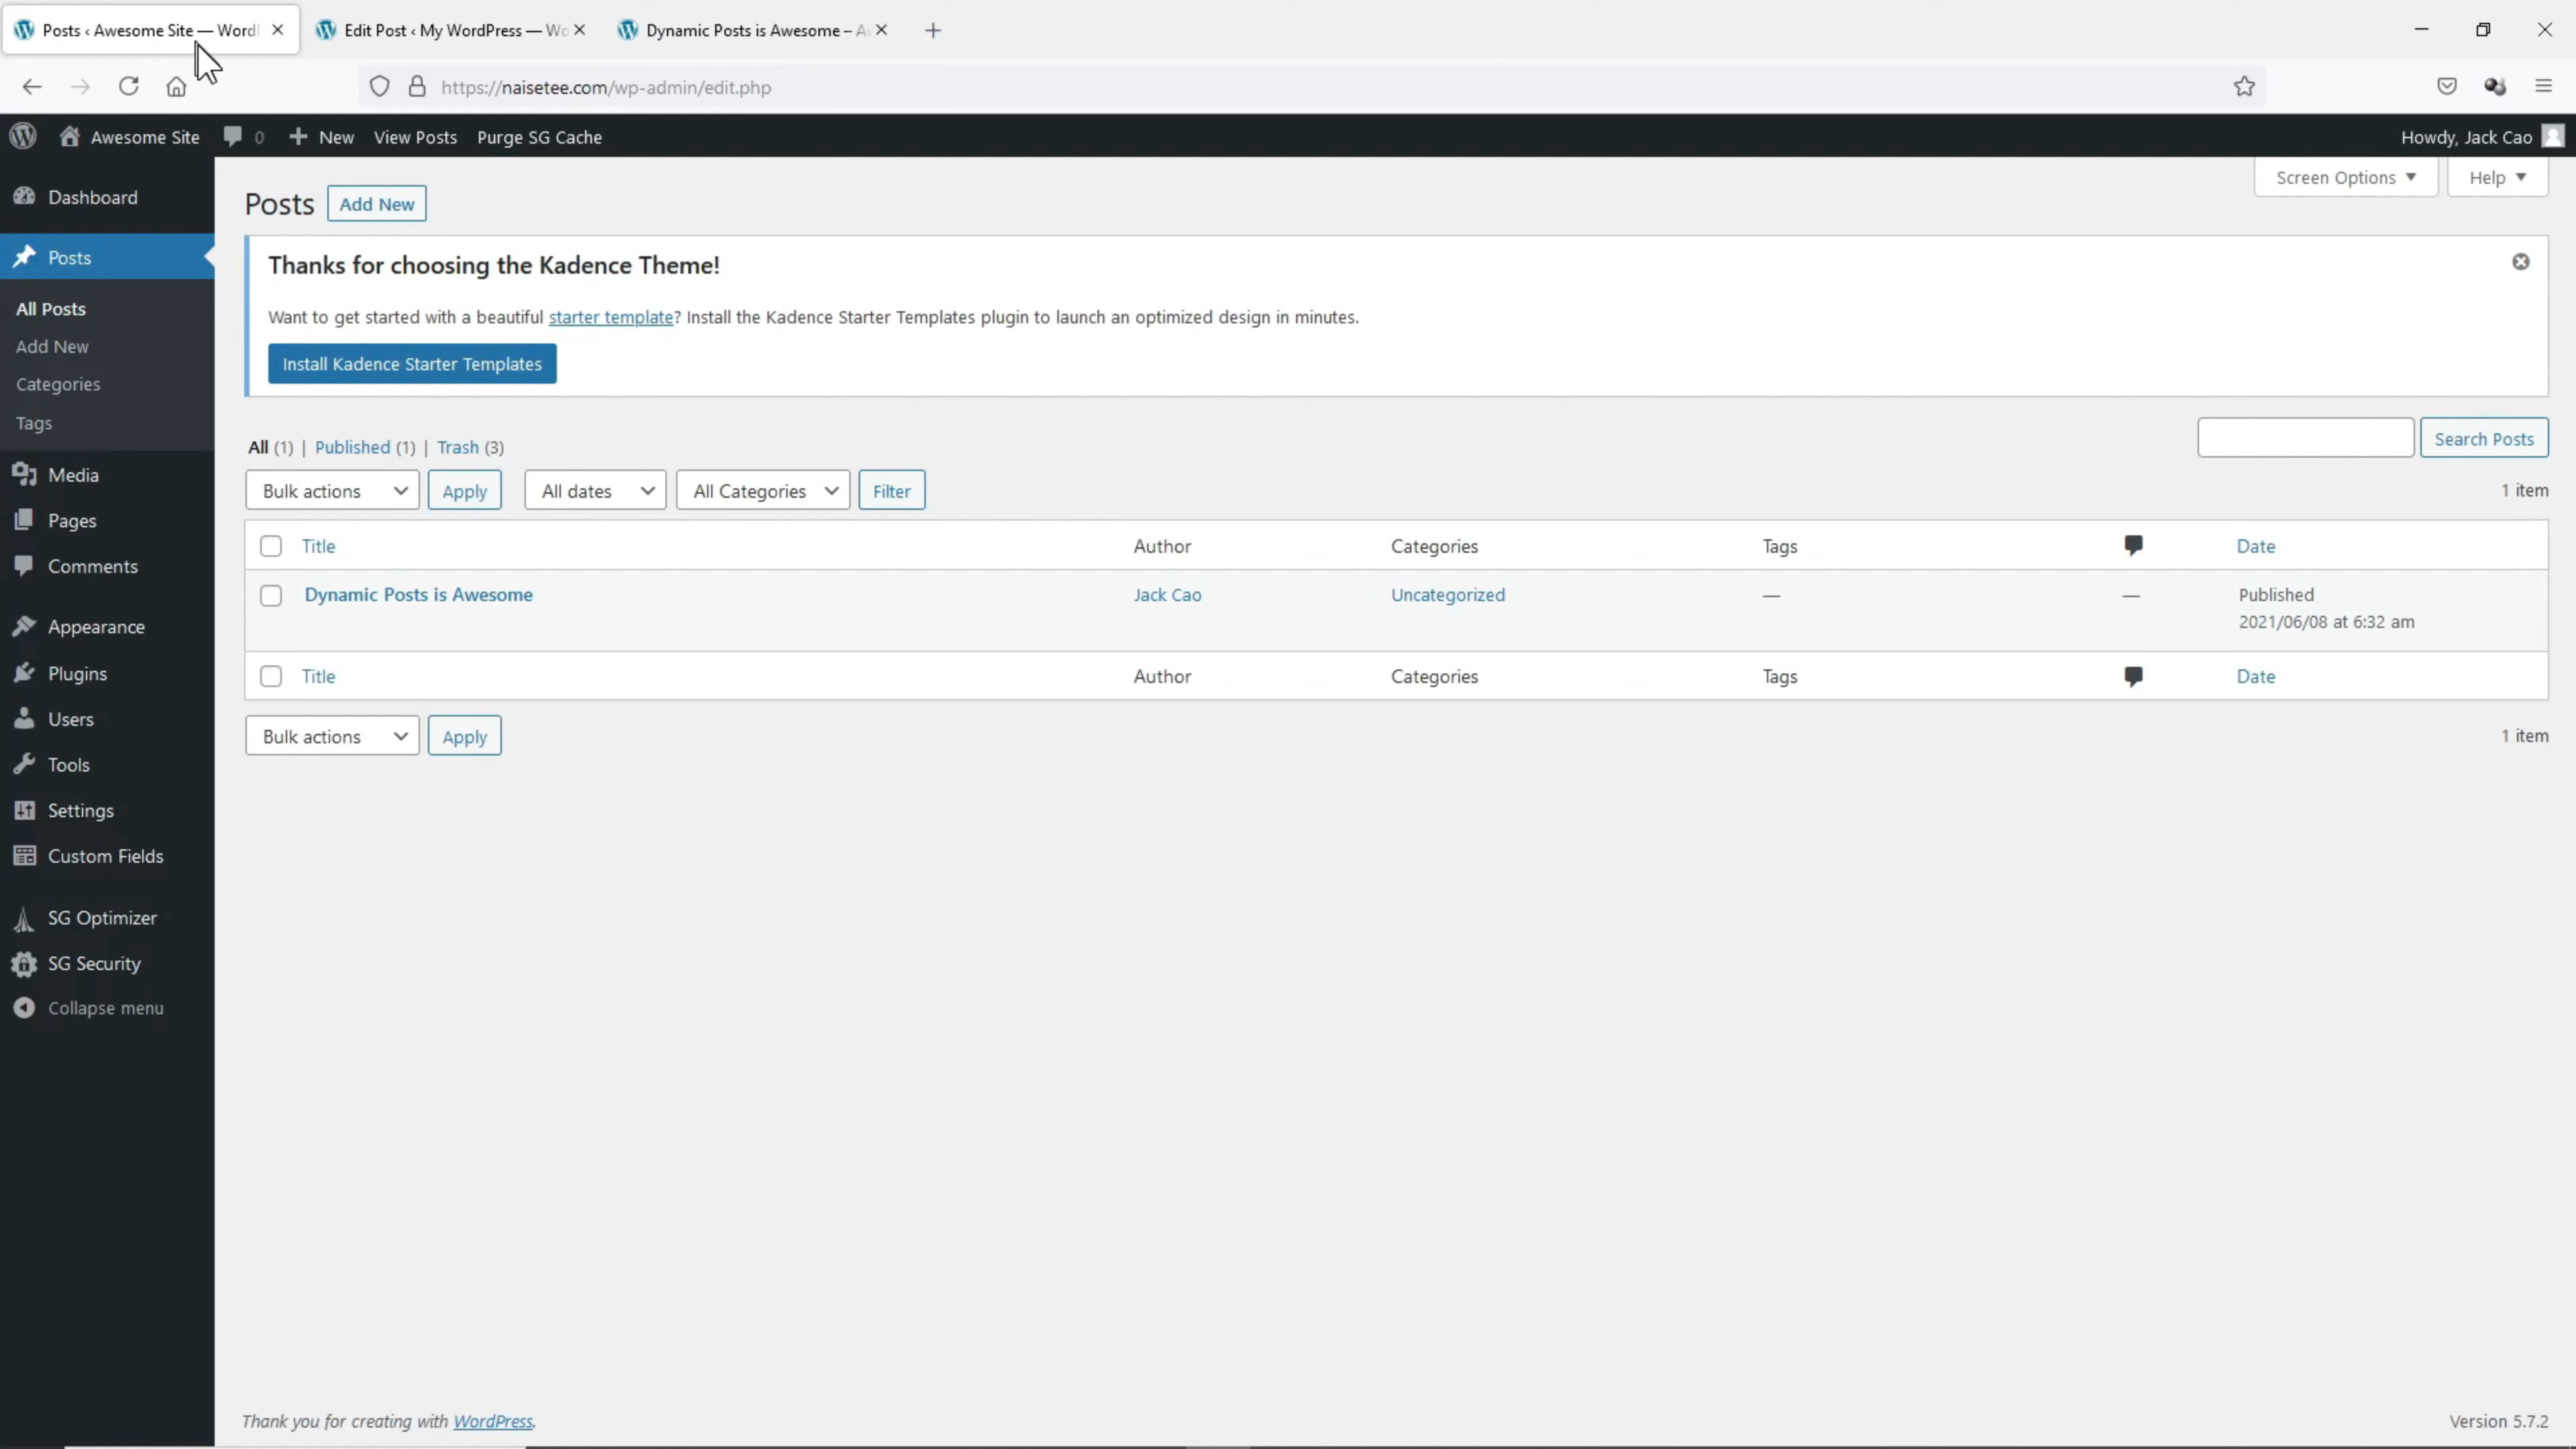 Posts ‹ Awesome Site — Word
Edit Post ‹ My WordPress — Wo
Dynamic Posts is Awesome – A
https://naisetee.com/wp-admin/edit.php
Awesome Site
0
New
View Posts
Purge SG Cache
Howdy, Jack Cao
Dashboard
Posts
All Posts
Add New
Categories
Tags
Media
Pages
Comments
Appearance
Plugins
Users
Tools
Settings
Custom Fields
SG Optimizer
SG Security
Collapse menu
Screen Options
Help
Posts
Add New
Thanks for choosing the Kadence Theme!
Want to get started with a beautiful starter template? Install the Kadence Starter Templates plugin to launch an optimized design in minutes.
Install Kadence Starter Templates
All (1) | Published (1) | Trash (3)
Search Posts
Bulk actions
Apply
All dates
All Categories
Filter
1 item
Title
Author
Categories
Tags
Date
Dynamic Posts is Awesome
Jack Cao
Uncategorized
—
—
Published
2021/06/08 at 6:32 am
Title
Author
Categories
Tags
Date
Bulk actions
Apply
1 item
Thank you for creating with WordPress.
Version 5.7.2